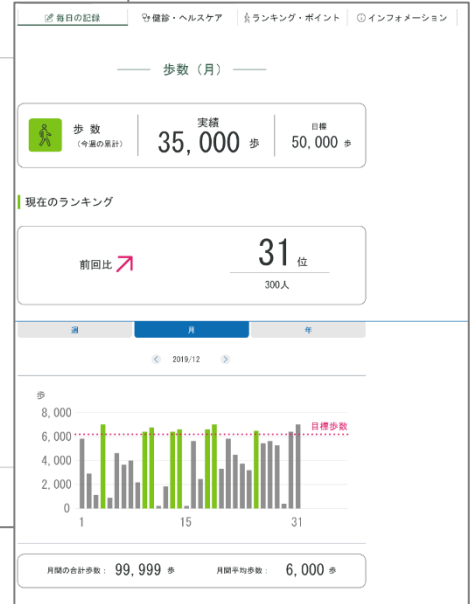 毎日の記録 健診・ヘルスケア ランキング・ポイント インフォメーション
歩数（月）
歩 数
（今週の累計）
実績
35,000 歩
目標
50,000 歩
現在のランキング
前回比
31 位
300人
週 月 年
2019/12
歩
8,000
目標歩数
6,000
4,000
2,000
0
1 15 31
月間の合計歩数： 99,999 歩 月間平均歩数： 6,000 歩